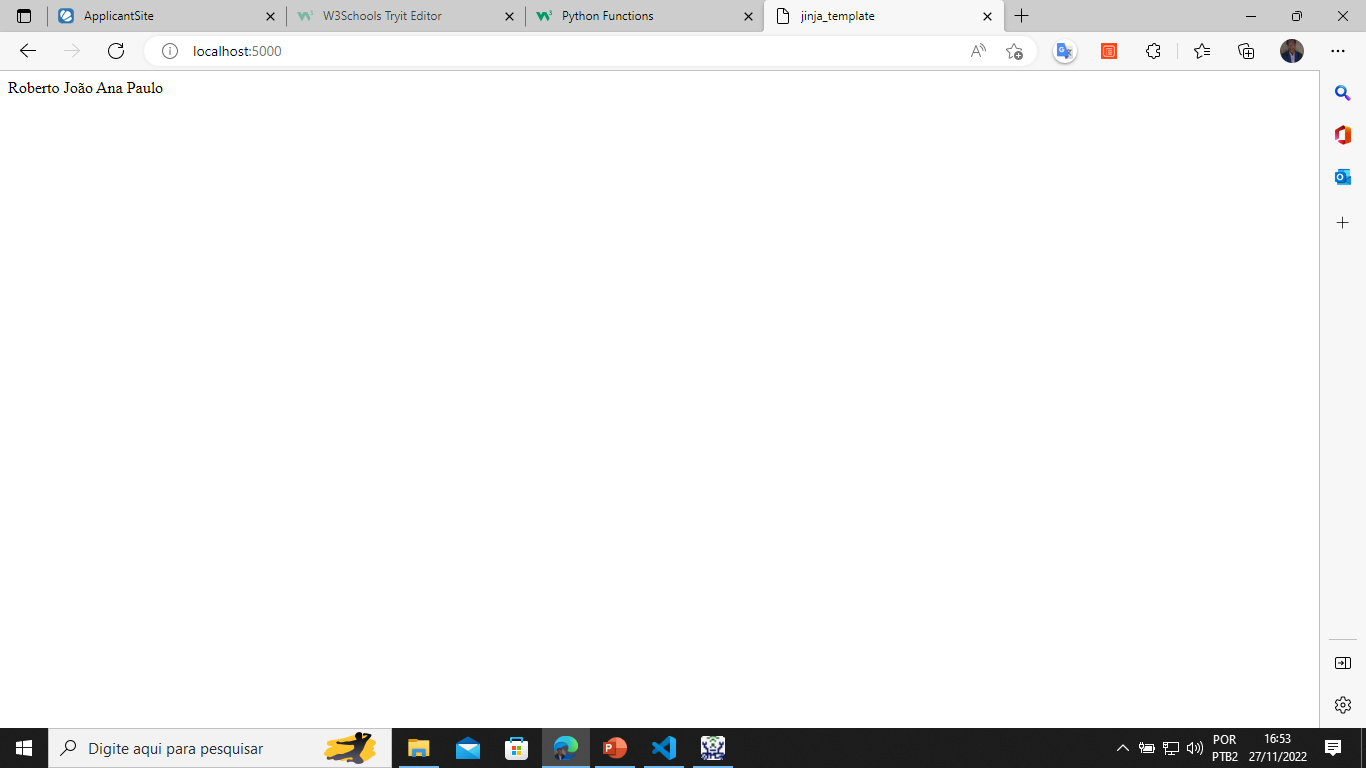 ApplicantSite
W3Schools Tryit Editor
Python Functions
jinja_template
localhost:5000
Roberto João Ana Paulo
Digite aqui para pesquisar
POR
PTB2
16:53
27/11/2022